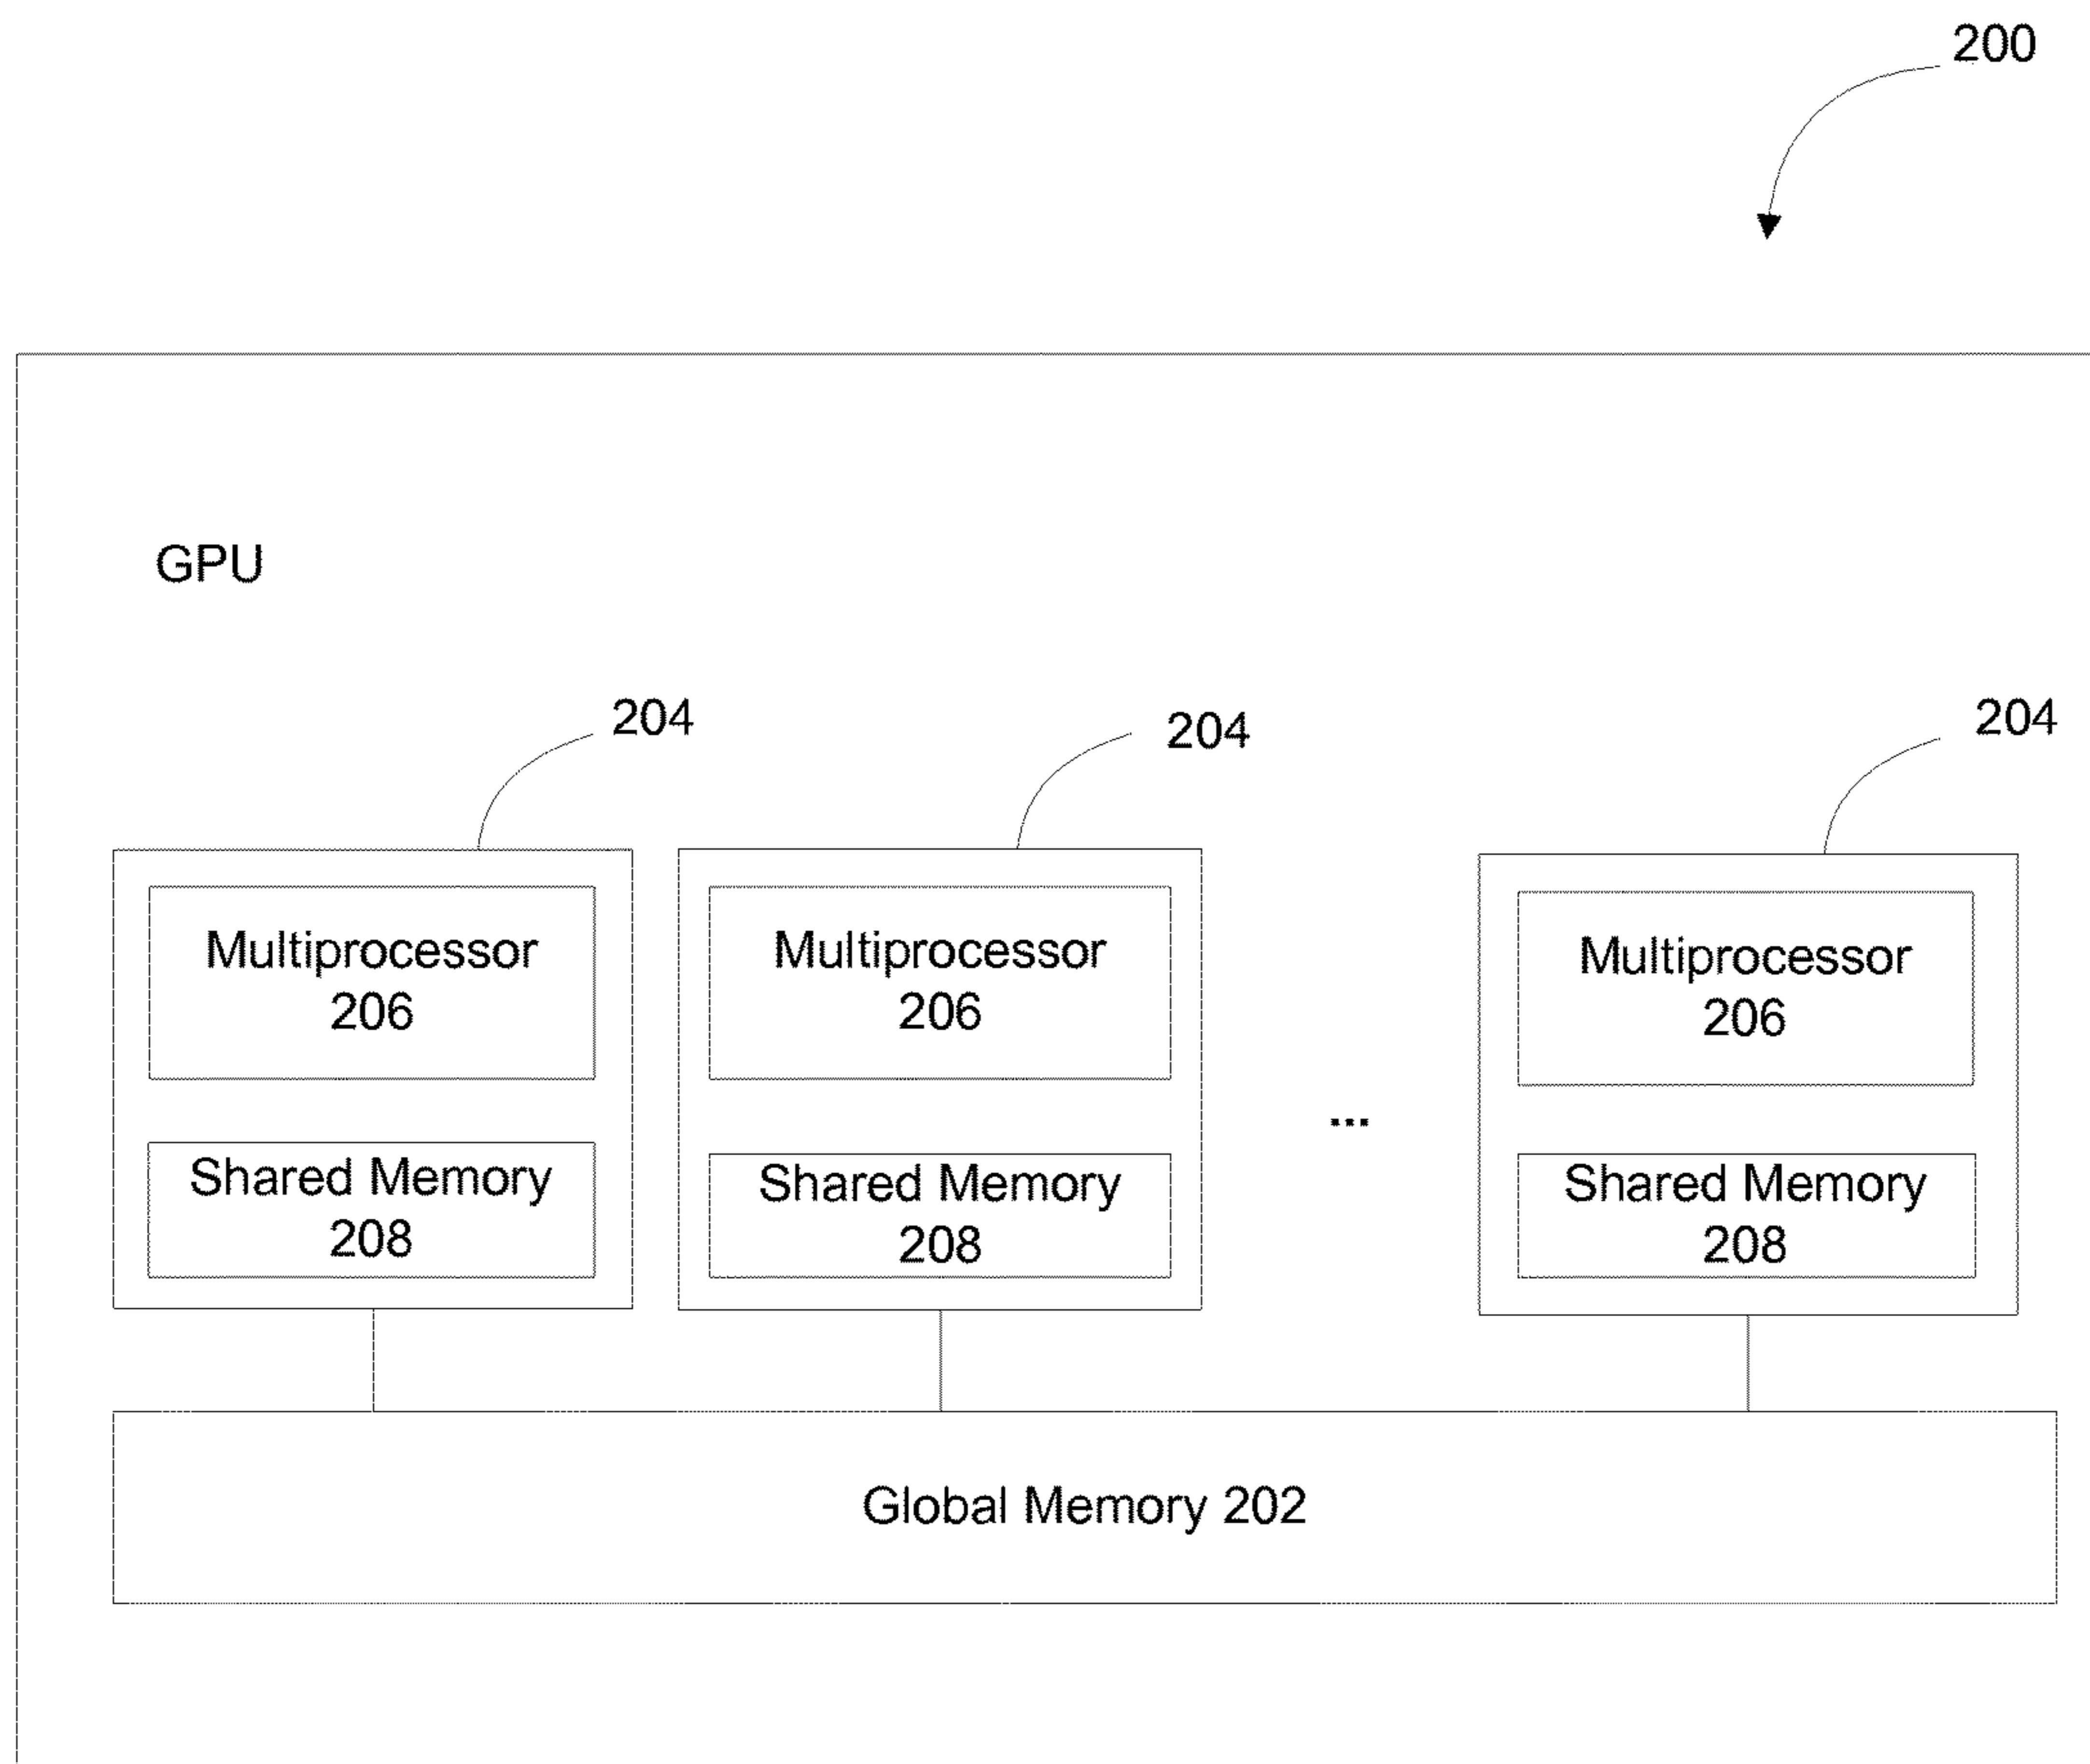 200
GPU
204
204
204
Multiprocessor
206
Multiprocessor
206
Multiprocessor
206
...
Shared Memory
208
Shared Memory
208
Shared Memory
208
Global Memory 202